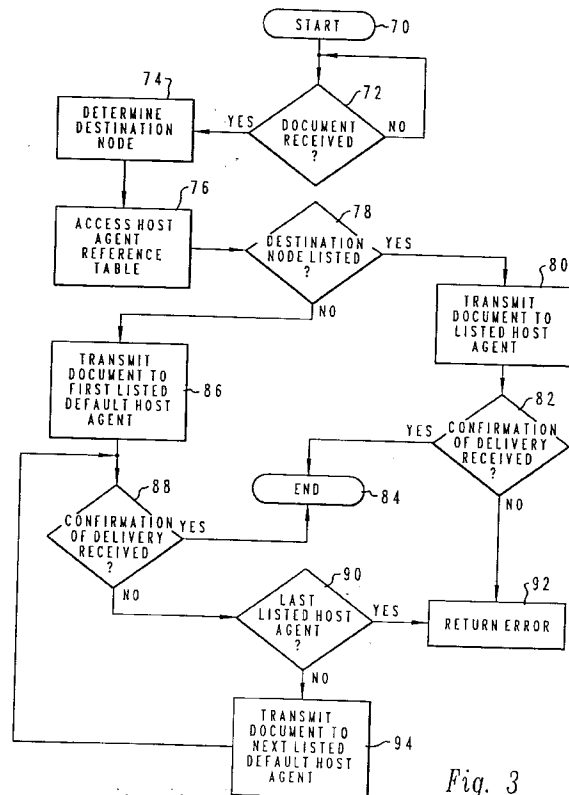 START
70
74
72
DETERMINE
DESTINATION
NODE
YES
DOCUMENT
RECEIVED
?
NO
76
78
ACCESS HOST
AGENT
REFERENCE
TABLE
DESTINATION
NODE LISTED
?
YES
80
NO
TRANSMIT
DOCUMENT TO
LISTED HOST
AGENT
TRANSMIT
DOCUMENT TO
FIRST LISTED
DEFAULT HOST
AGENT
86
82
YES
CONFIRMATION
OF DELIVERY
RECEIVED
?
88
END
84
NO
CONFIRMATION
OF DELIVERY
RECEIVED
?
YES
90
NO
LAST
LISTED HOST
AGENT
?
YES
92
RETURN ERROR
NO
TRANSMIT
DOCUMENT TO
NEXT LISTED
DEFAULT HOST
AGENT
94
Fig. 3